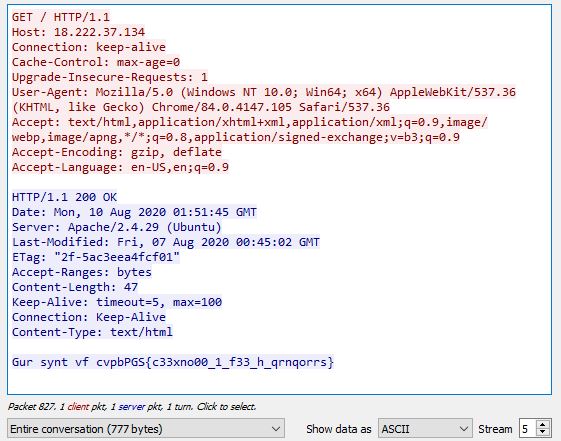 GET / HTTP/1.1
Host: 18.222.37.134
Connection: keep-alive
Cache-Control: max-age=0
Upgrade-Insecure-Requests: 1
User-Agent: Mozilla/5.0 (Windows NT 10.0; Win64; x64) AppleWebKit/537.36
(KHTML, like Gecko) Chrome/84.0.4147.105 Safari/537.36
Accept: text/html,application/xhtml+xml,application/xml;q=0.9,image/
webp,image/apng,*/*;q=0.8,application/signed-exchange;v=b3;q=0.9
Accept-Encoding: gzip, deflate
Accept-Language: en-US,en;q=0.9
HTTP/1.1 200 OK
Date: Mon, 10 Aug 2020 01:51:45 GMT
Server: Apache/2.4.29 (Ubuntu)
Last-Modified: Fri, 07 Aug 2020 00:45:02 GMT
ETag: "2f-5ac3eea4fcf01"
Accept-Ranges: bytes
Content-Length: 47
Keep-Alive: timeout=5, max=100
Connection: Keep-Alive
Content-Type: text/html
Gur synt vf cvpbPGS{c33xno00_1_f33_h_qrnqorrs}
Packet 827. 1 client pkt, 1 server pkt, 1 turn. Click to select.
Entire conversation (777 bytes) Show data as ASCII Stream 5